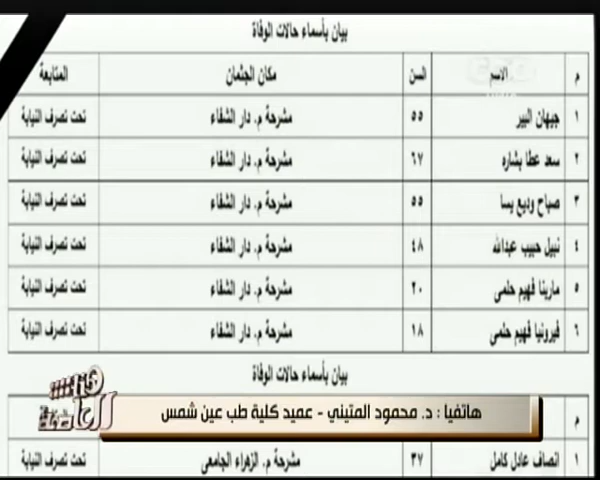 بيان بأسماء حالات الوفاة
م الاسم السن مكان الجثمان المتابعة
١ جيهان البير ٥٥ مشرحة م. دار الشفاء تحت تصرف النيابة
٢ سعد عطا بشاره ٦٧ مشرحة م. دار الشفاء تحت تصرف النيابة
٣ صباح وديع يسا ٥٥ مشرحة م. دار الشفاء تحت تصرف النيابة
٤ نبيل حبيب عبدالله ٤٨ مشرحة م. دار الشفاء تحت تصرف النيابة
٥ مارينا فهيم حلمى ٢٠ مشرحة م. دار الشفاء تحت تصرف النيابة
٦ فيرونيا فهيم حلمى ١٨ مشرحة م. دار الشفاء تحت تصرف النيابة
بيان بأسماء حالات الوفاة
م
هاتفيا : د. محمود المتيني - عميد كلية طب عين شمس
١ انصاف عادل كامل ٣٧ مشرحة م. الزهراء الجامعى تحت تصرف النيابة